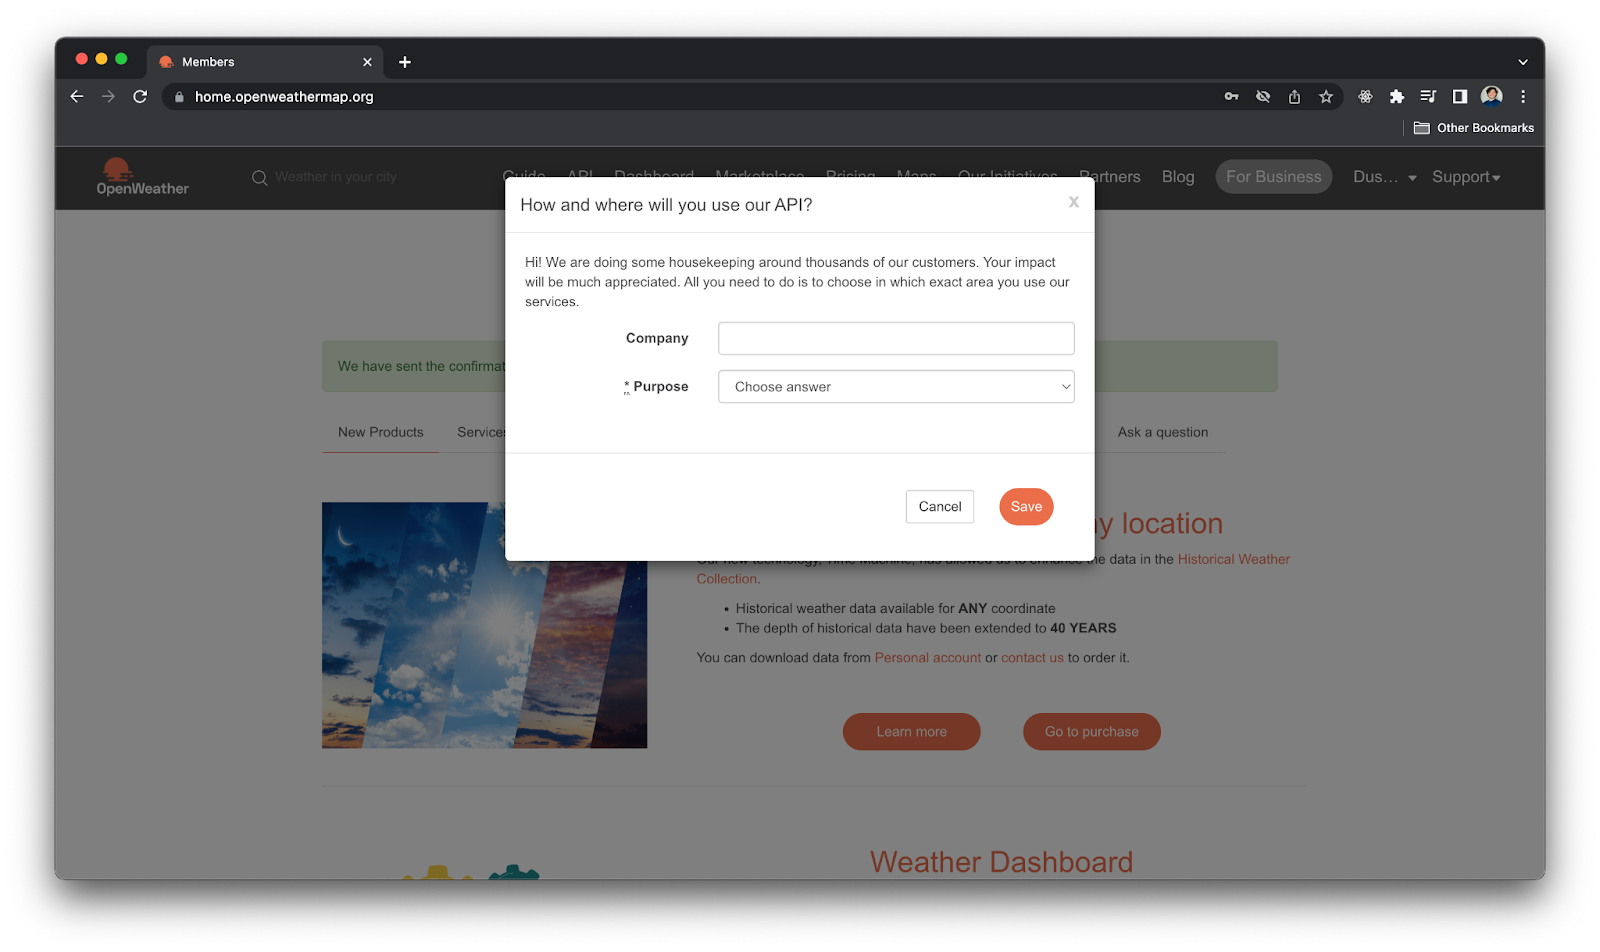 Members
home.openweathermap.org
Other Bookmarks
OpenWeather
Weather in your city
Guide API Dashboard Marketplace Pricing Maps Our Initiatives Partners Blog For Business Dus... Support
How and where will you use our API?
x
Hi! We are doing some housekeeping around thousands of our customers. Your impact
will be much appreciated. All you need to do is to choose in which exact area you use our
services.
Company
* Purpose
Choose answer
Cancel
Save
We have sent the confirmat
New Products
Services
Ask a question
y location
Our new technology, Time Machine, has allowed us to enhance the data in the Historical Weather
Collection.
• Historical weather data available for ANY coordinate
• The depth of historical data have been extended to 40 YEARS
You can download data from Personal account or contact us to order it.
Learn more
Go to purchase
Weather Dashboard